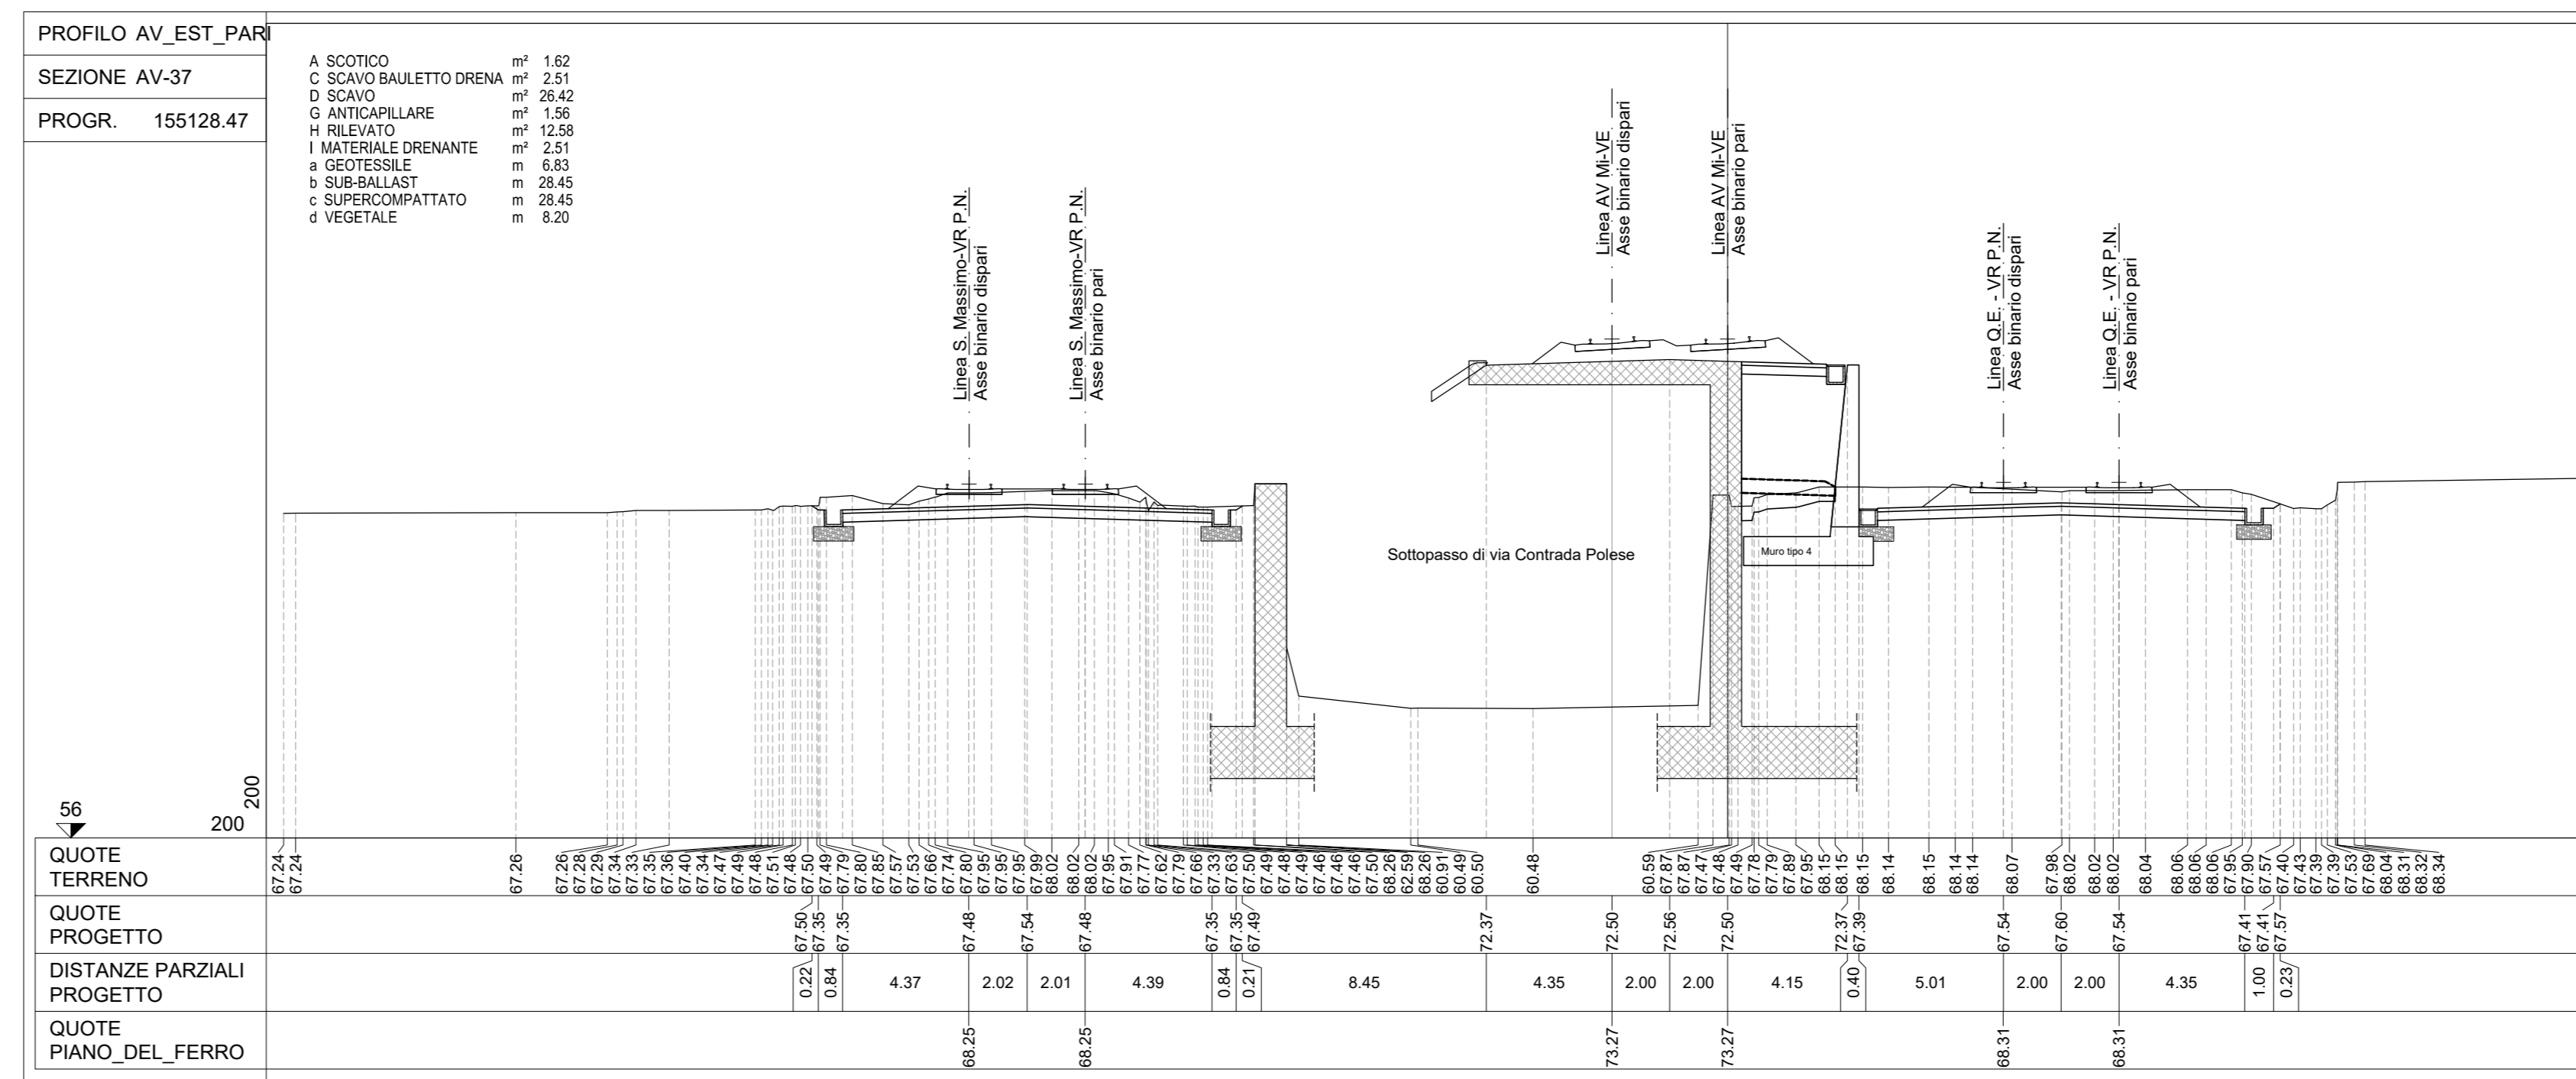 PROFILO AV_EST_PARI
SEZIONE AV-37
PROGR. 155128.47
A SCOTICO m² 1.62
C SCAVO BAULETTO DRENA m² 2.51
D SCAVO m² 26.42
G ANTICAPILLARE m² 1.56
H RILEVATO m² 12.58
I MATERIALE DRENANTE m² 2.51
a GEOTESSILE m 6.83
b SUB-BALLAST m 28.45
c SUPERCOMPATTATO m 28.45
d VEGETALE m 8.20
Linea S. Massimo-VR P.N.
Asse binario dispari
Linea S. Massimo-VR P.N.
Asse binario pari
Linea AV Mi-VE
Asse binario dispari
Linea AV Mi-VE
Asse binario pari
Linea Q.E. - VR P.N.
Asse binario dispari
Linea Q.E. - VR P.N.
Asse binario pari
Sottopasso di via Contrada Polese
Muro tipo 4
56
200
200
QUOTE
TERRENO
67.24 67.24 67.26 67.26 67.28 67.29 67.34 67.33 67.35 67.36 67.40 67.34 67.47 67.49 67.48 67.51 67.48 67.50 67.49 67.79 67.80 67.85 67.57 67.53 67.66 67.74 67.80 67.95 67.95 67.95 67.99 68.02 68.02 68.02 67.95 67.91 67.77 67.62 67.79 67.66 67.33 67.63 67.50 67.49 67.48 67.49 67.46 67.46 67.46 67.50 68.26 62.59 68.26 60.91 60.49 60.50 60.48 60.59 67.87 67.87 67.47 67.48 67.49 67.78 67.79 67.89 67.95 68.15 68.15 68.15 68.14 68.15 68.14 68.14 68.07 67.98 68.02 68.02 68.02 68.04 68.06 68.06 68.06 67.95 67.90 67.57 67.40 67.43 67.39 67.39 67.53 67.69 68.04 68.31 68.32 68.34
QUOTE
PROGETTO
67.50 67.35 67.35 67.48 67.54 67.48 67.35 67.35 67.49 72.37 72.50 72.56 72.50 72.37 67.39 67.54 67.60 67.54 67.41 67.41 67.57
DISTANZE PARZIALI
PROGETTO
0.22 0.84 4.37 2.02 2.01 4.39 0.84 0.21 8.45 4.35 2.00 2.00 4.15 0.40 5.01 2.00 2.00 4.35 1.00 0.23
QUOTE
PIANO_DEL_FERRO
68.25 68.25 73.27 73.27 68.31 68.31